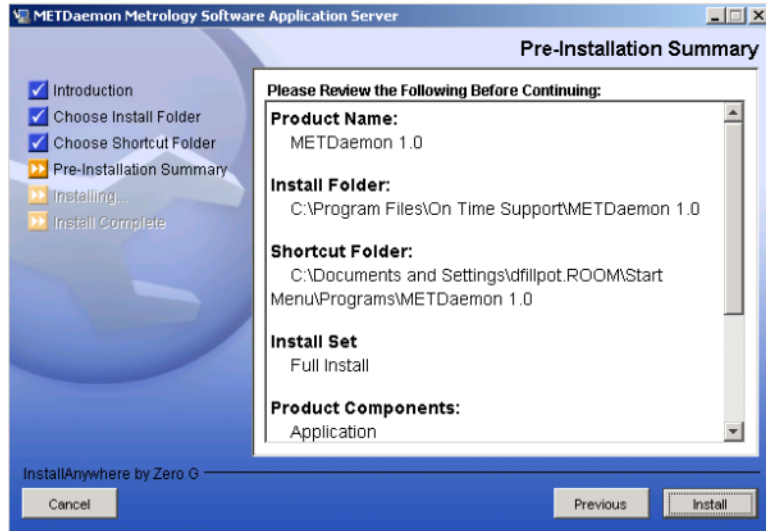 METDaemon Metrology Software Application Server
Pre-Installation Summary
Introduction
Choose Install Folder
Choose Shortcut Folder
Pre-Installation Summary
Installing...
Install Complete
Please Review the Following Before Continuing:
Product Name:
METDaemon 1.0
Install Folder:
C:\Program Files\On Time Support\METDaemon 1.0
Shortcut Folder:
C:\Documents and Settings\dfillpot.ROOM\Start
Menu\Programs\METDaemon 1.0
Install Set
Full Install
Product Components:
Application
InstallAnywhere by Zero G
Cancel
Previous
Install